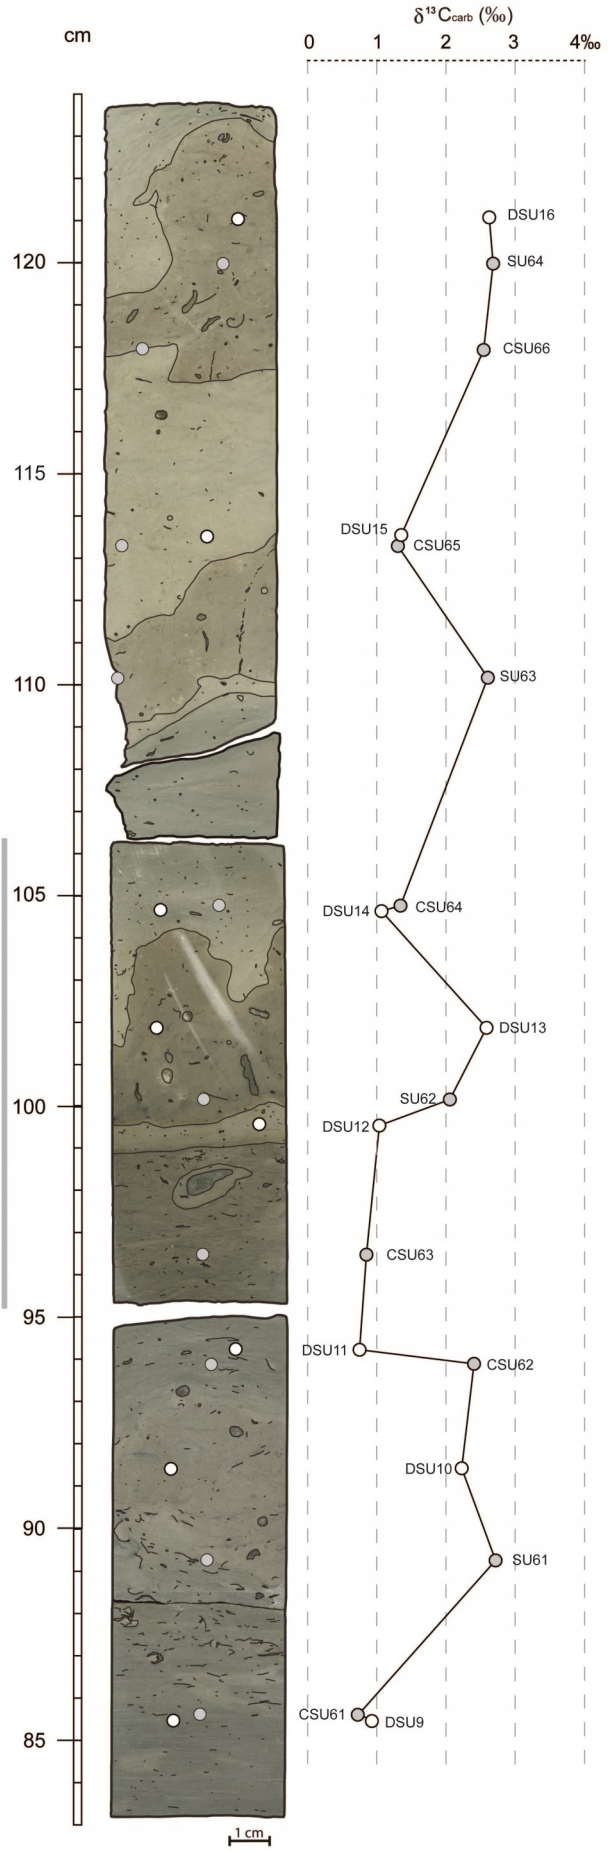 δ¹³Ccarb (‰)
cm
0 1 2 3 4‰
DSU16
120
SU64
CSU66
115
DSU15
CSU65
110
SU63
105
CSU64
DSU14
DSU13
100
SU62
DSU12
CSU63
95
DSU11
CSU62
DSU10
90
SU61
CSU61
DSU9
85
1 cm